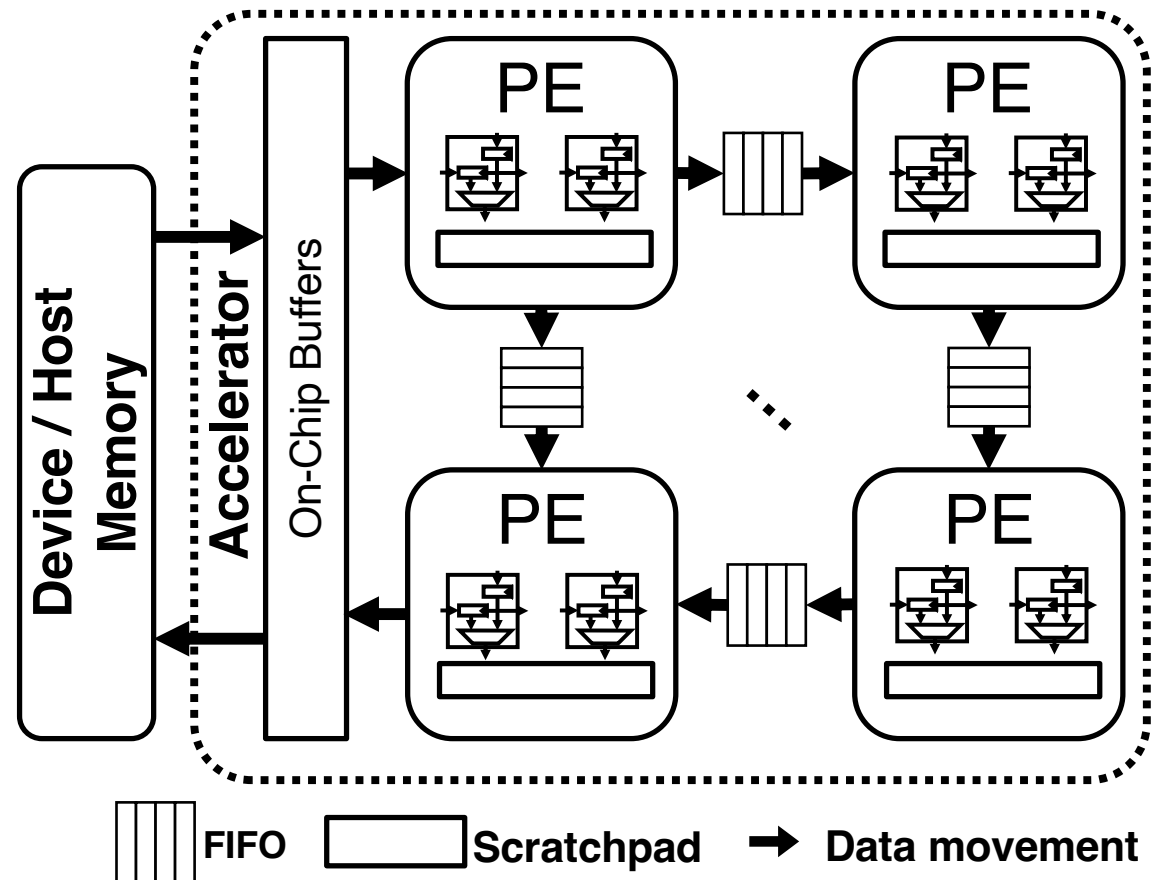 Device / Host
Memory
Accelerator
On-Chip Buffers
PE
PE
PE
PE
FIFO
Scratchpad
Data movement